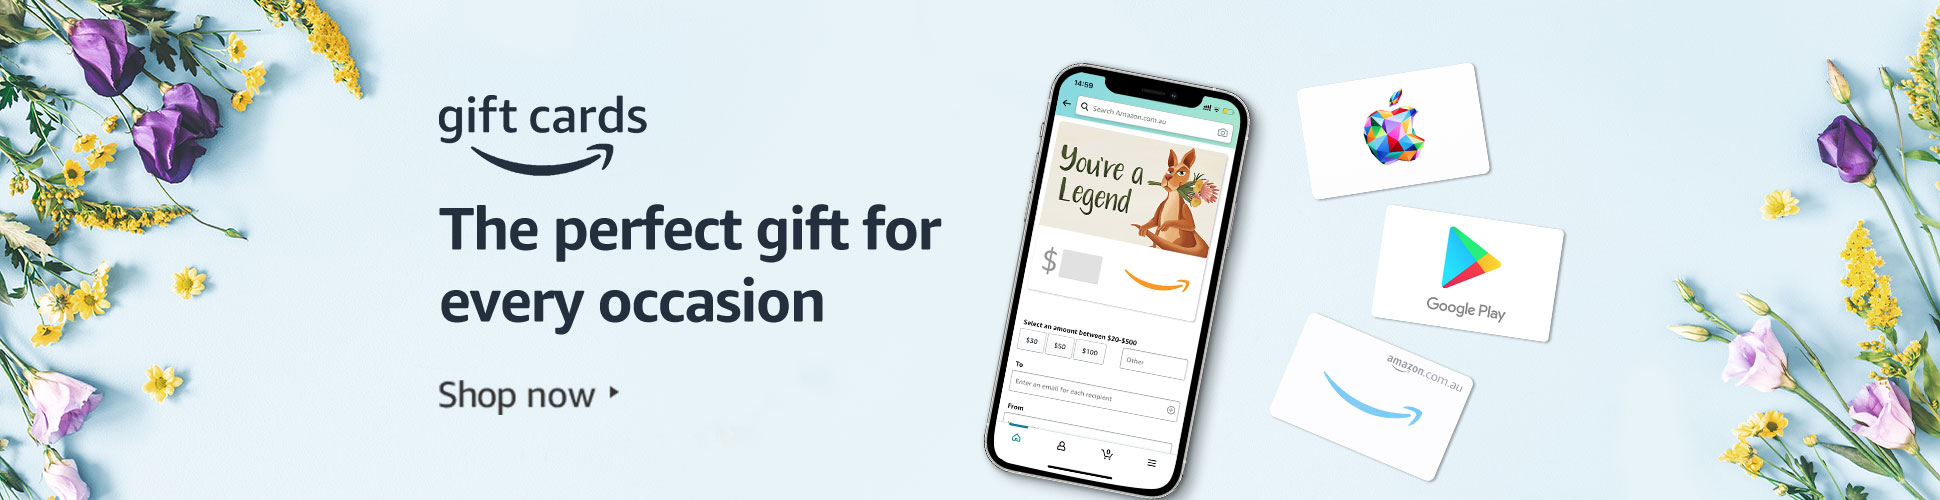 gift cards
The perfect gift for
every occasion
Shop now
14:59
Search Amazon.com.au
You're a
Legend
$
Select an amount between $20-$500
$30 $50 $100 Other
To
Enter an email for each recipient
From
0
Google Play
amazon.com.au